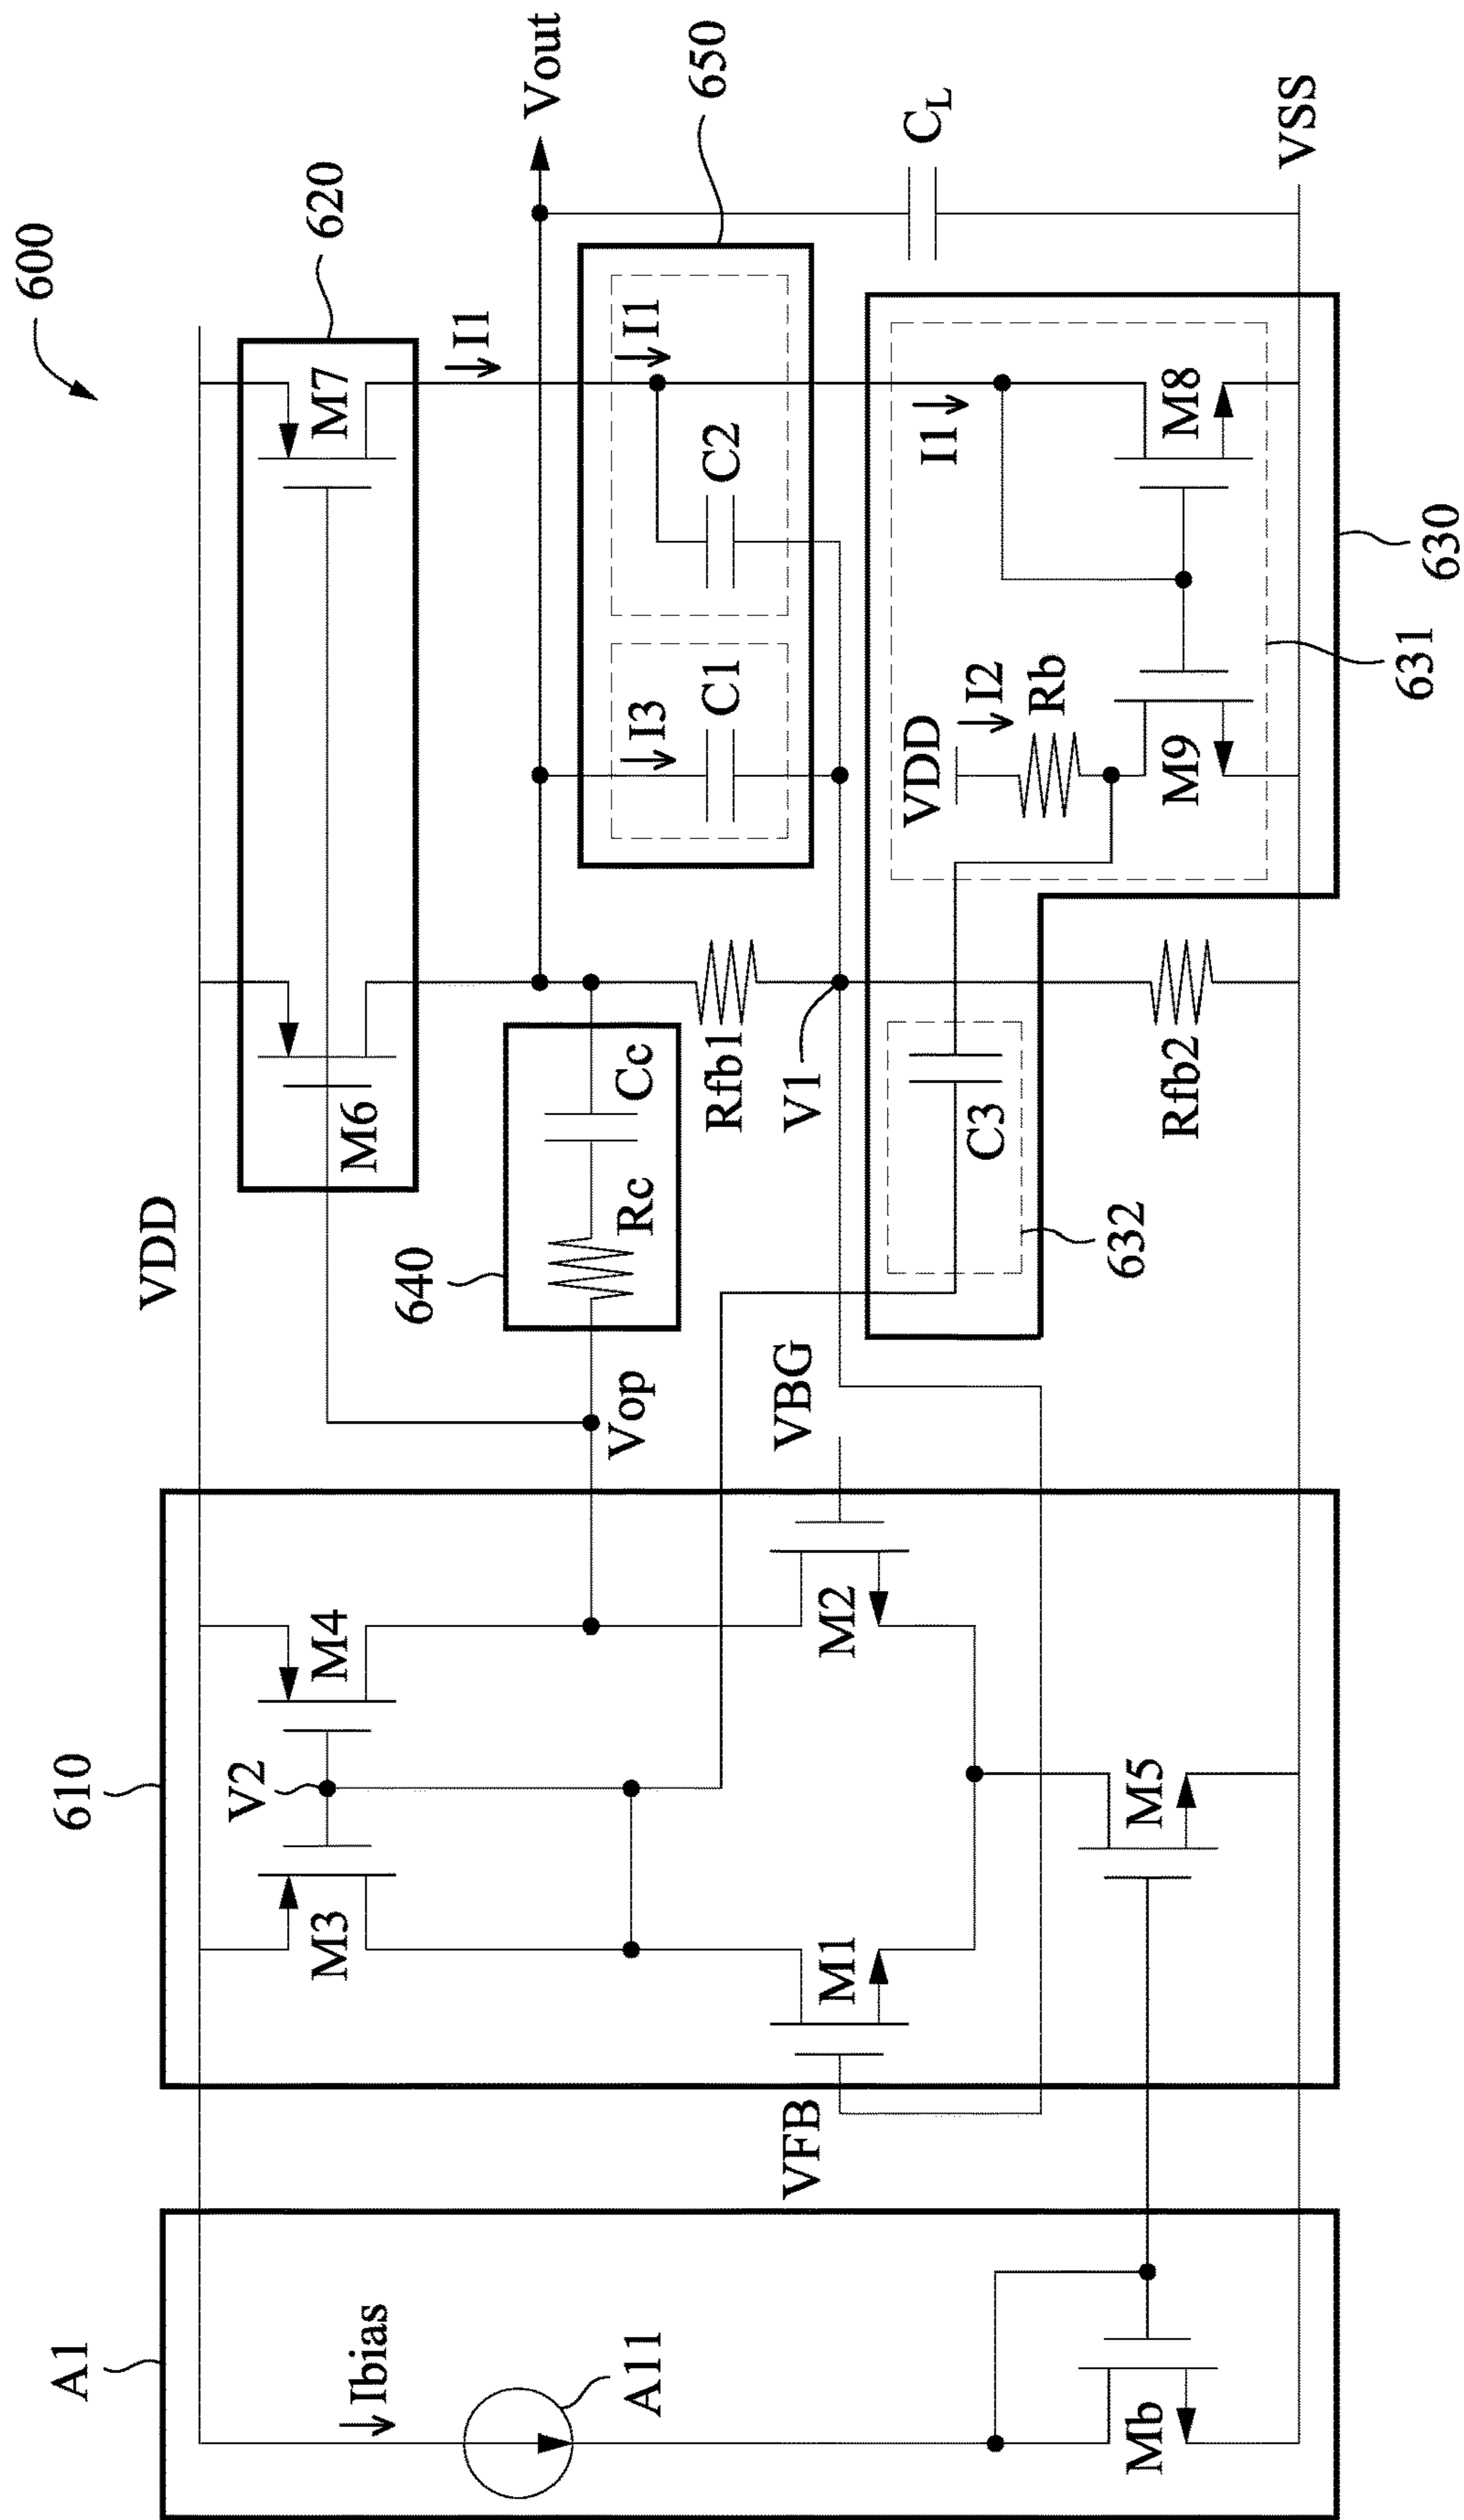 600
A1
Ibias
A11
Mb
610
VDD
M3
V2
M4
VFB
M1
M2
VBG
M5
Vop
640
Rc
Cc
M6
M7
620
I1
Vout
Rfb1
V1
I3
C1
C2
I1
650
CL
632
C3
Rfb2
VDD
I2
Rb
M9
I1
M8
631
630
VSS